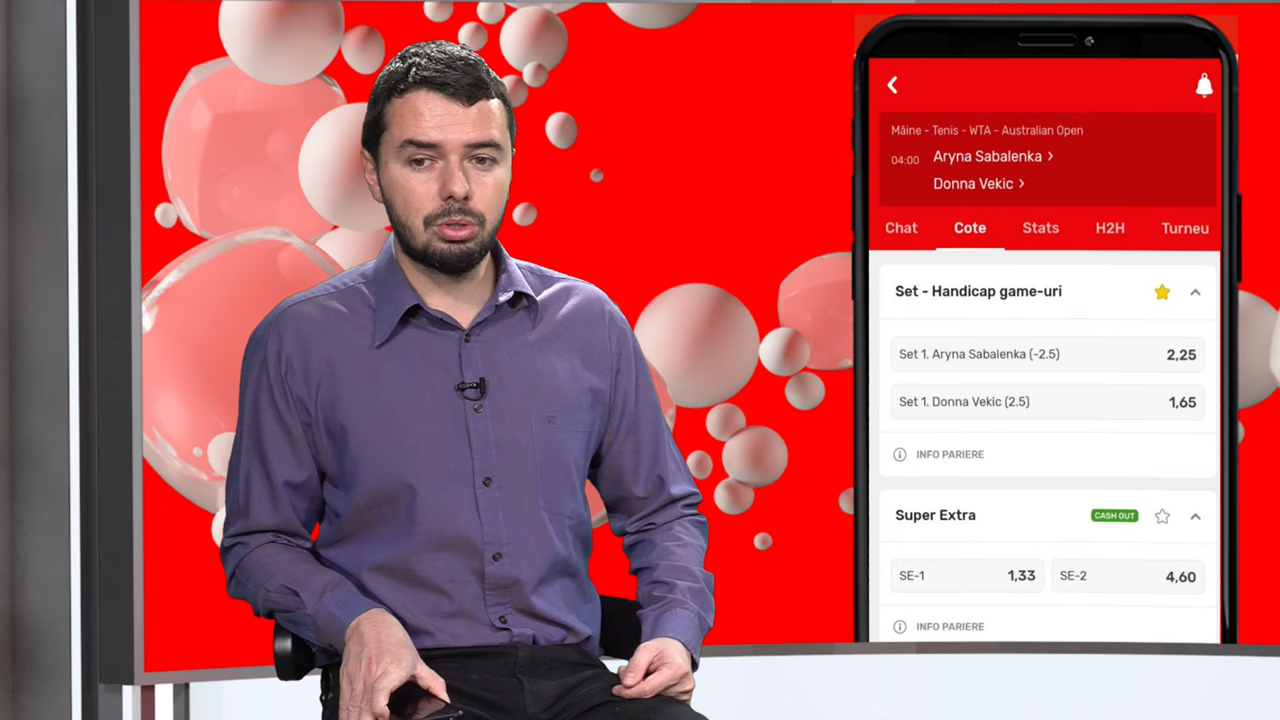 Mâine - Tenis - WTA - Australian Open
04:00
Aryna Sabalenka
Donna Vekic
Chat Cote Stats H2H Turneu
Set - Handicap game-uri
Set 1. Aryna Sabalenka (-2.5) 2,25
Set 1. Donna Vekic (2.5) 1,65
INFO PARIERE
Super Extra CASH OUT
SE-1 1,33 SE-2 4,60
INFO PARIERE